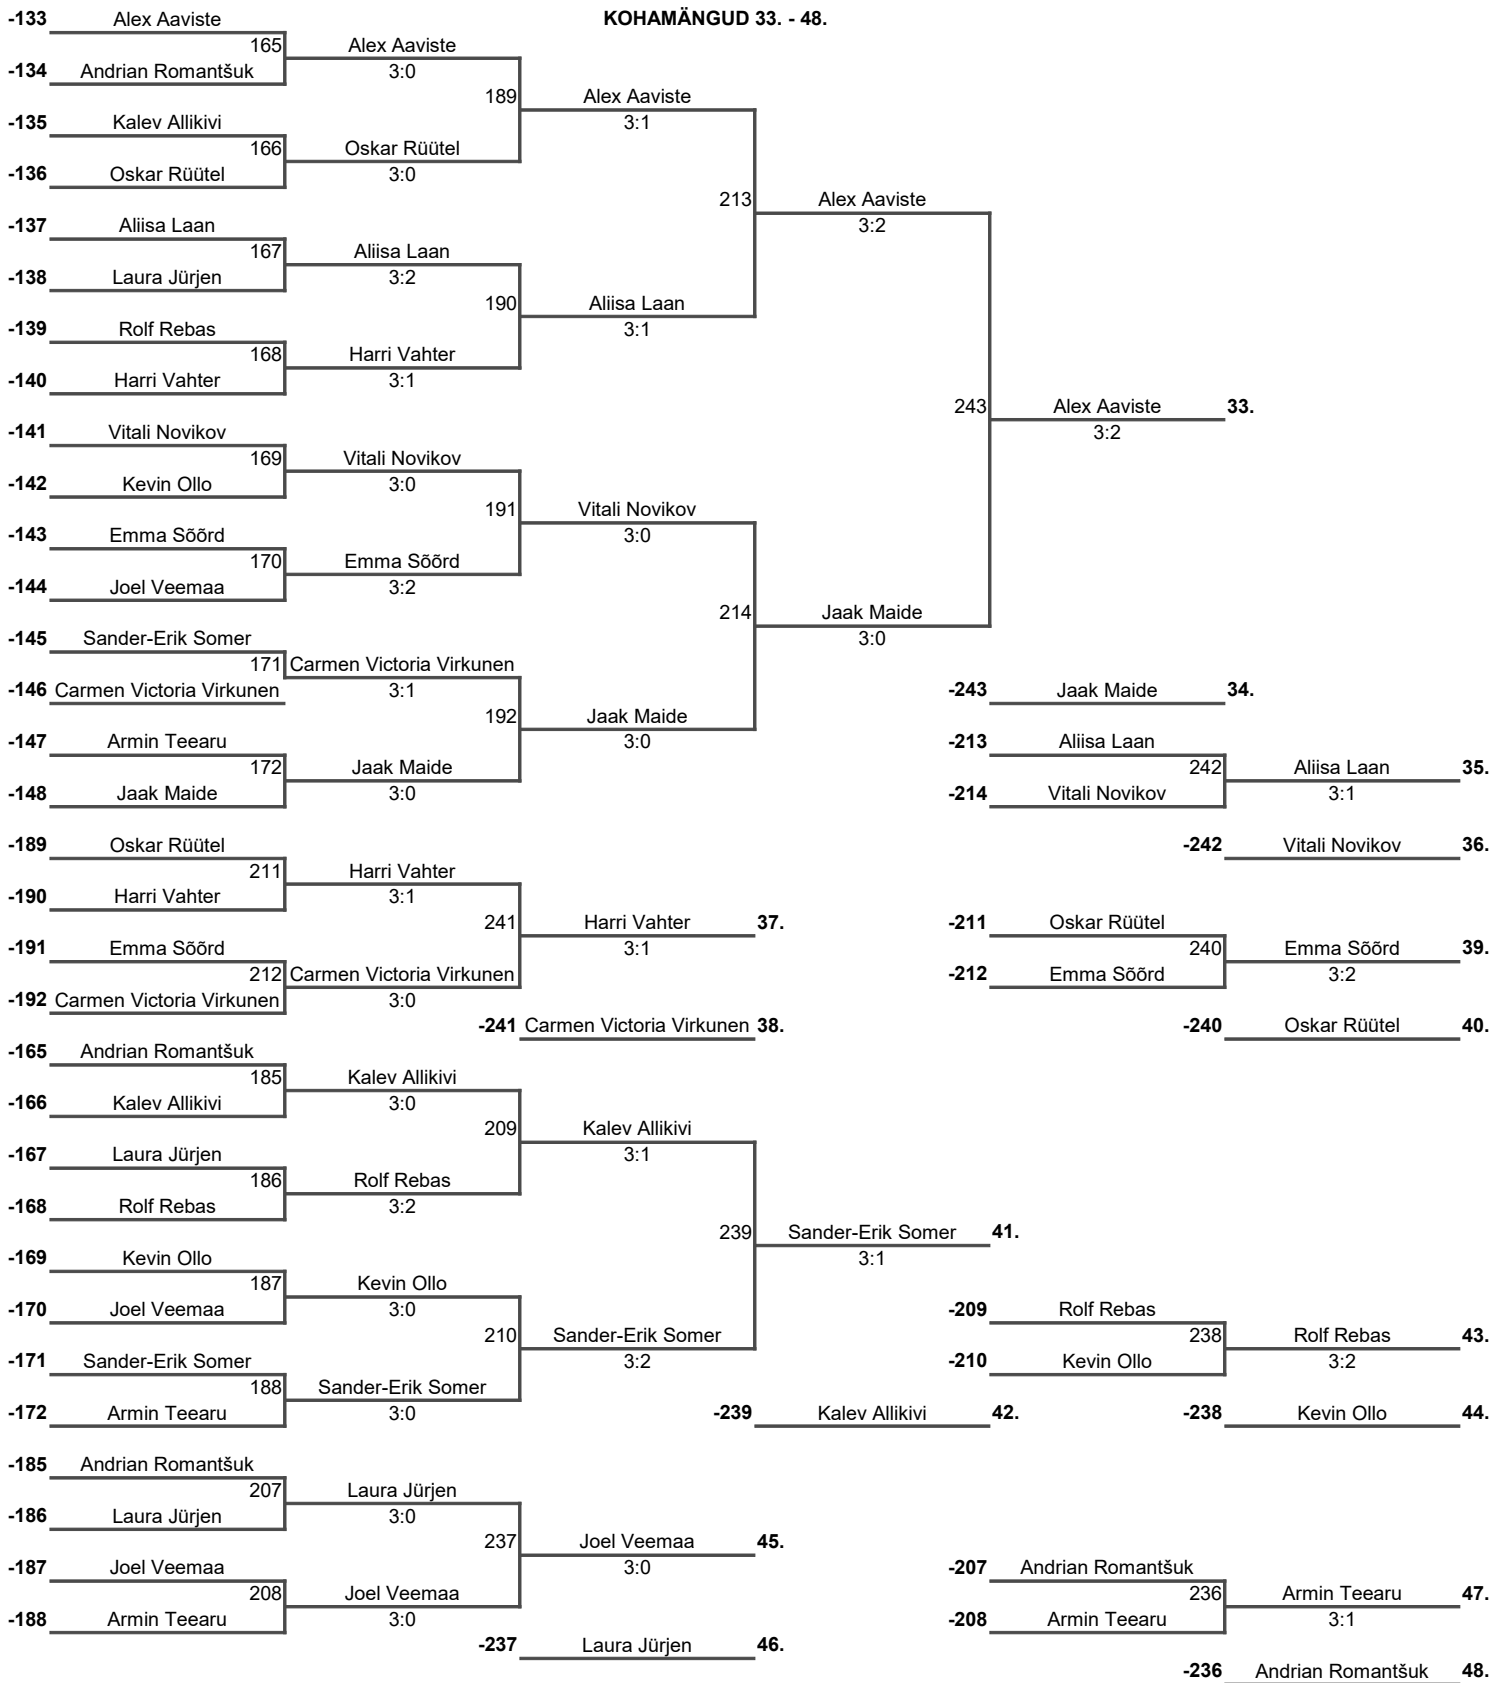 -133 Alex Aaviste KOHAMÄNGUD 33. - 48.
165 Alex Aaviste
-134 Andrian Romantšuk 3:0
189 Alex Aaviste
-135 Kalev Allikivi 3:1
166 Oskar Rüütel
-136 Oskar Rüütel 3:0
213 Alex Aaviste
-137 Aliisa Laan 3:2
167 Aliisa Laan
-138 Laura Jürjen 3:2
190 Aliisa Laan
-139 Rolf Rebas 3:1
168 Harri Vahter
-140 Harri Vahter 3:1
243 Alex Aaviste 33.
-141 Vitali Novikov 3:2
169 Vitali Novikov
-142 Kevin Ollo 3:0
191 Vitali Novikov
-143 Emma Sõõrd 3:0
170 Emma Sõõrd
-144 Joel Veemaa 3:2
214 Jaak Maide
-145 Sander-Erik Somer 3:0
171 Carmen Victoria Virkunen
-146 Carmen Victoria Virkunen 3:1 -243 Jaak Maide 34.
192 Jaak Maide
-147 Armin Teearu 3:0 -213 Aliisa Laan
172 Jaak Maide 242 Aliisa Laan 35.
-148 Jaak Maide 3:0 -214 Vitali Novikov 3:1
-189 Oskar Rüütel -242 Vitali Novikov 36.
211 Harri Vahter
-190 Harri Vahter 3:1
241 Harri Vahter 37. -211 Oskar Rüütel
-191 Emma Sõõrd 3:1 240 Emma Sõõrd 39.
212 Carmen Victoria Virkunen -212 Emma Sõõrd 3:2
-192 Carmen Victoria Virkunen 3:0
-241 Carmen Victoria Virkunen 38. -240 Oskar Rüütel 40.
-165 Andrian Romantšuk
185 Kalev Allikivi
-166 Kalev Allikivi 3:0
209 Kalev Allikivi
-167 Laura Jürjen 3:1
186 Rolf Rebas
-168 Rolf Rebas 3:2
239 Sander-Erik Somer 41.
-169 Kevin Ollo 3:1
187 Kevin Ollo
-170 Joel Veemaa 3:0 -209 Rolf Rebas
210 Sander-Erik Somer 238 Rolf Rebas 43.
-171 Sander-Erik Somer 3:2 -210 Kevin Ollo 3:2
188 Sander-Erik Somer
-172 Armin Teearu 3:0 -239 Kalev Allikivi 42. -238 Kevin Ollo 44.
-185 Andrian Romantšuk
207 Laura Jürjen
-186 Laura Jürjen 3:0
237 Joel Veemaa 45.
-187 Joel Veemaa 3:0 -207 Andrian Romantšuk
208 Joel Veemaa 236 Armin Teearu 47.
-188 Armin Teearu 3:0 -208 Armin Teearu 3:1
-237 Laura Jürjen 46.
-236 Andrian Romantšuk 48.